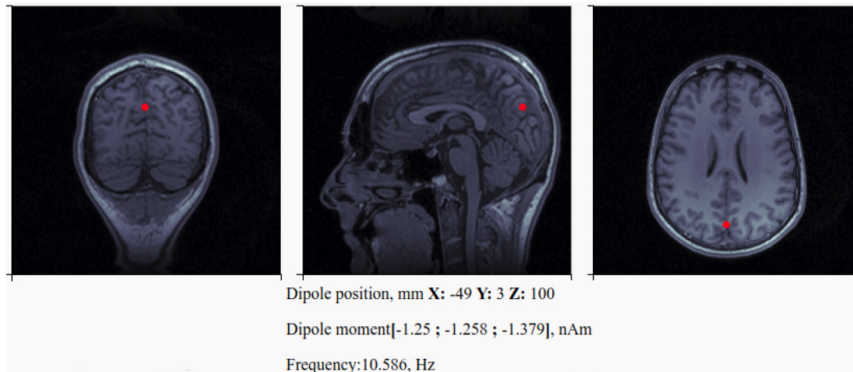 Dipole position, mm X: -49 Y: 3 Z: 100
Dipole moment[-1.25 ; -1.258 ; -1.379], nAm
Frequency:10.586, Hz